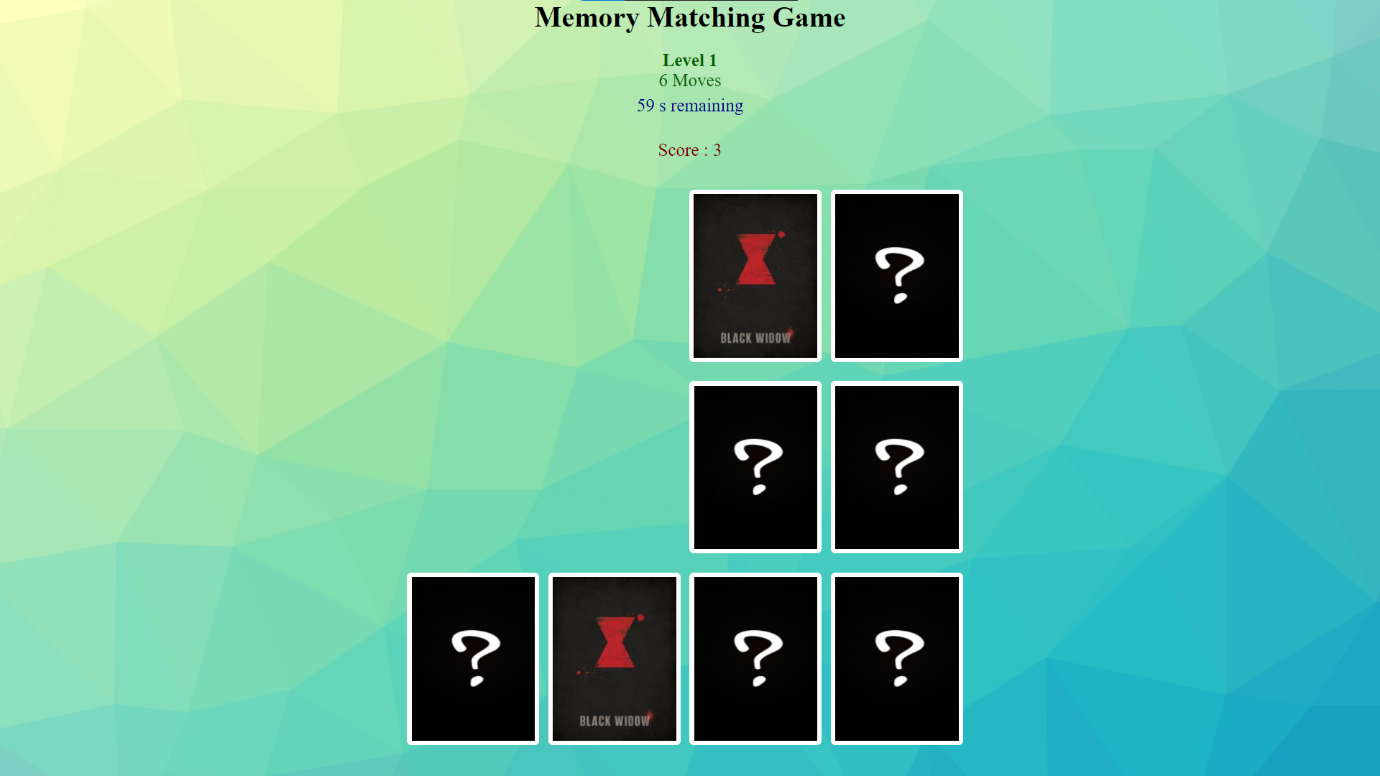 Memory Matching Game
Level 1
6 Moves
59 s remaining
Score : 3
BLACK WIDOW
?
?
?
?
BLACK WIDOW
?
?